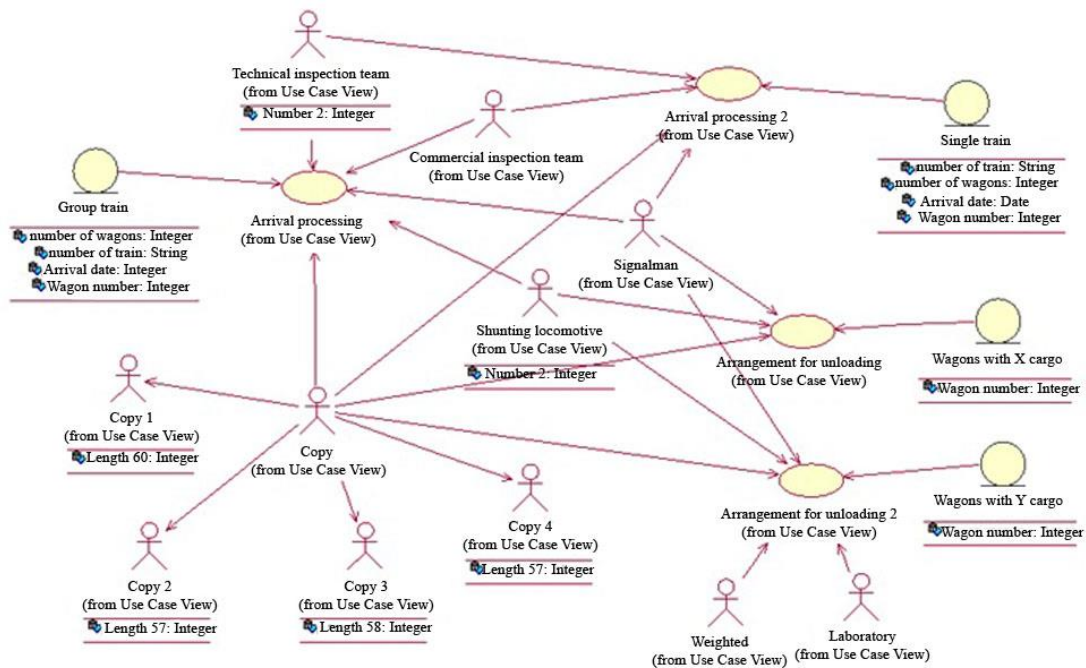 Technical inspection team
(from Use Case View)
Number 2: Integer
Commercial inspection team
(from Use Case View)
Arrival processing 2
(from Use Case View)
Single train
number of train: String
number of wagons: Integer
Arrival date: Date
Wagon number: Integer
Group train
number of wagons: Integer
number of train: String
Arrival date: Integer
Wagon number: Integer
Arrival processing
(from Use Case View)
Signalman
(from Use Case View)
Shunting locomotive
(from Use Case View)
Number 2: Integer
Arrangement for unloading
(from Use Case View)
Wagons with X cargo
Wagon number: Integer
Copy 1
(from Use Case View)
Length 60: Integer
Copy
(from Use Case View)
Copy 2
(from Use Case View)
Length 57: Integer
Copy 3
(from Use Case View)
Length 58: Integer
Copy 4
(from Use Case View)
Length 57: Integer
Arrangement for unloading 2
(from Use Case View)
Wagons with Y cargo
Wagon number: Integer
Weighted
(from Use Case View)
Laboratory
(from Use Case View)